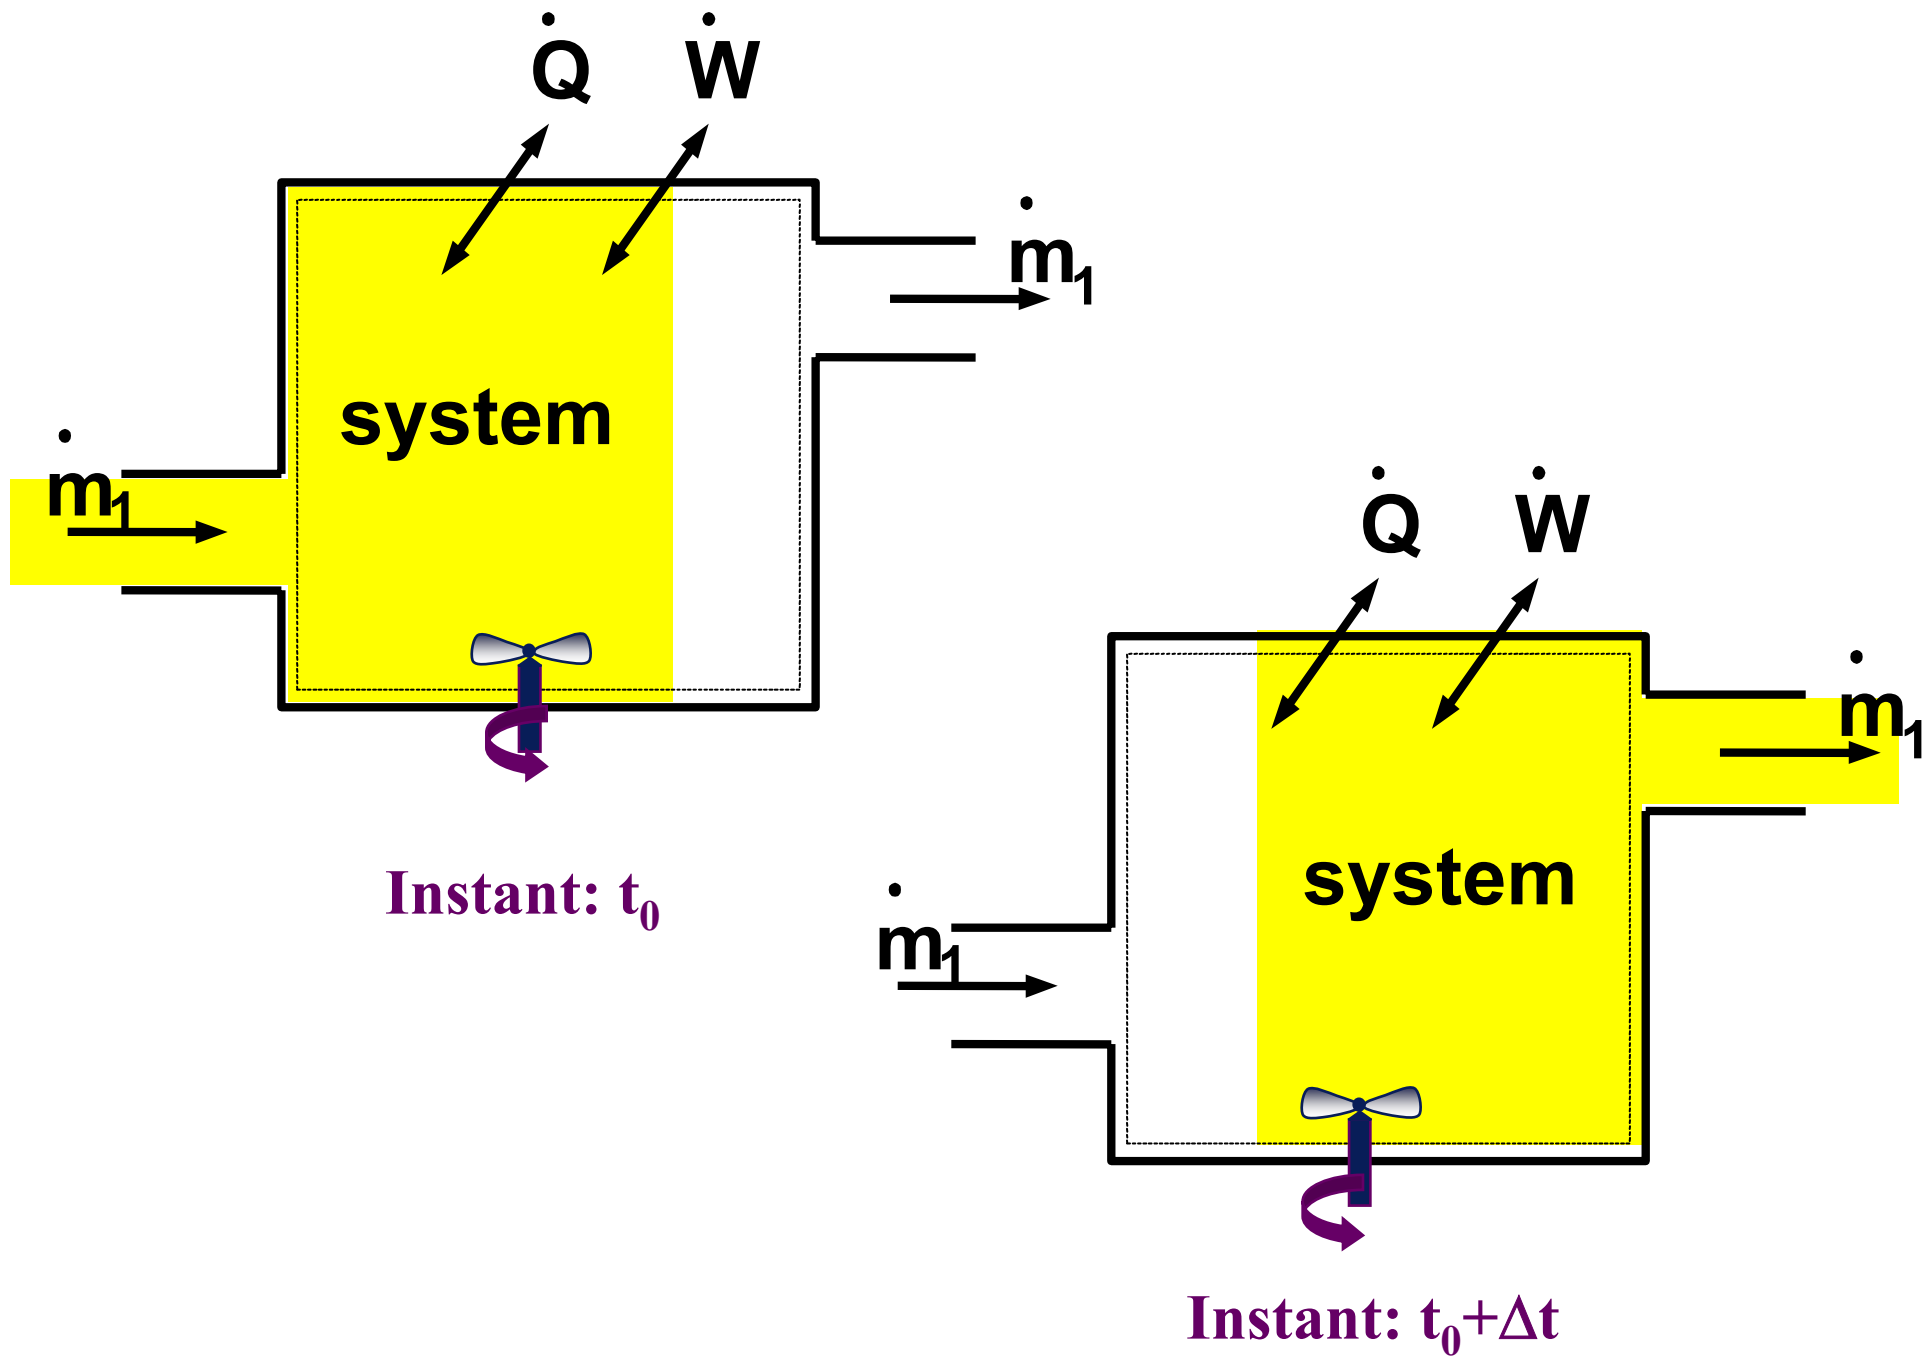 Q̇ Ẇ
ṁ₁
system
ṁ₁
Instant: t₀
Q̇ Ẇ
ṁ₁
system
ṁ₁
Instant: t₀+Δt